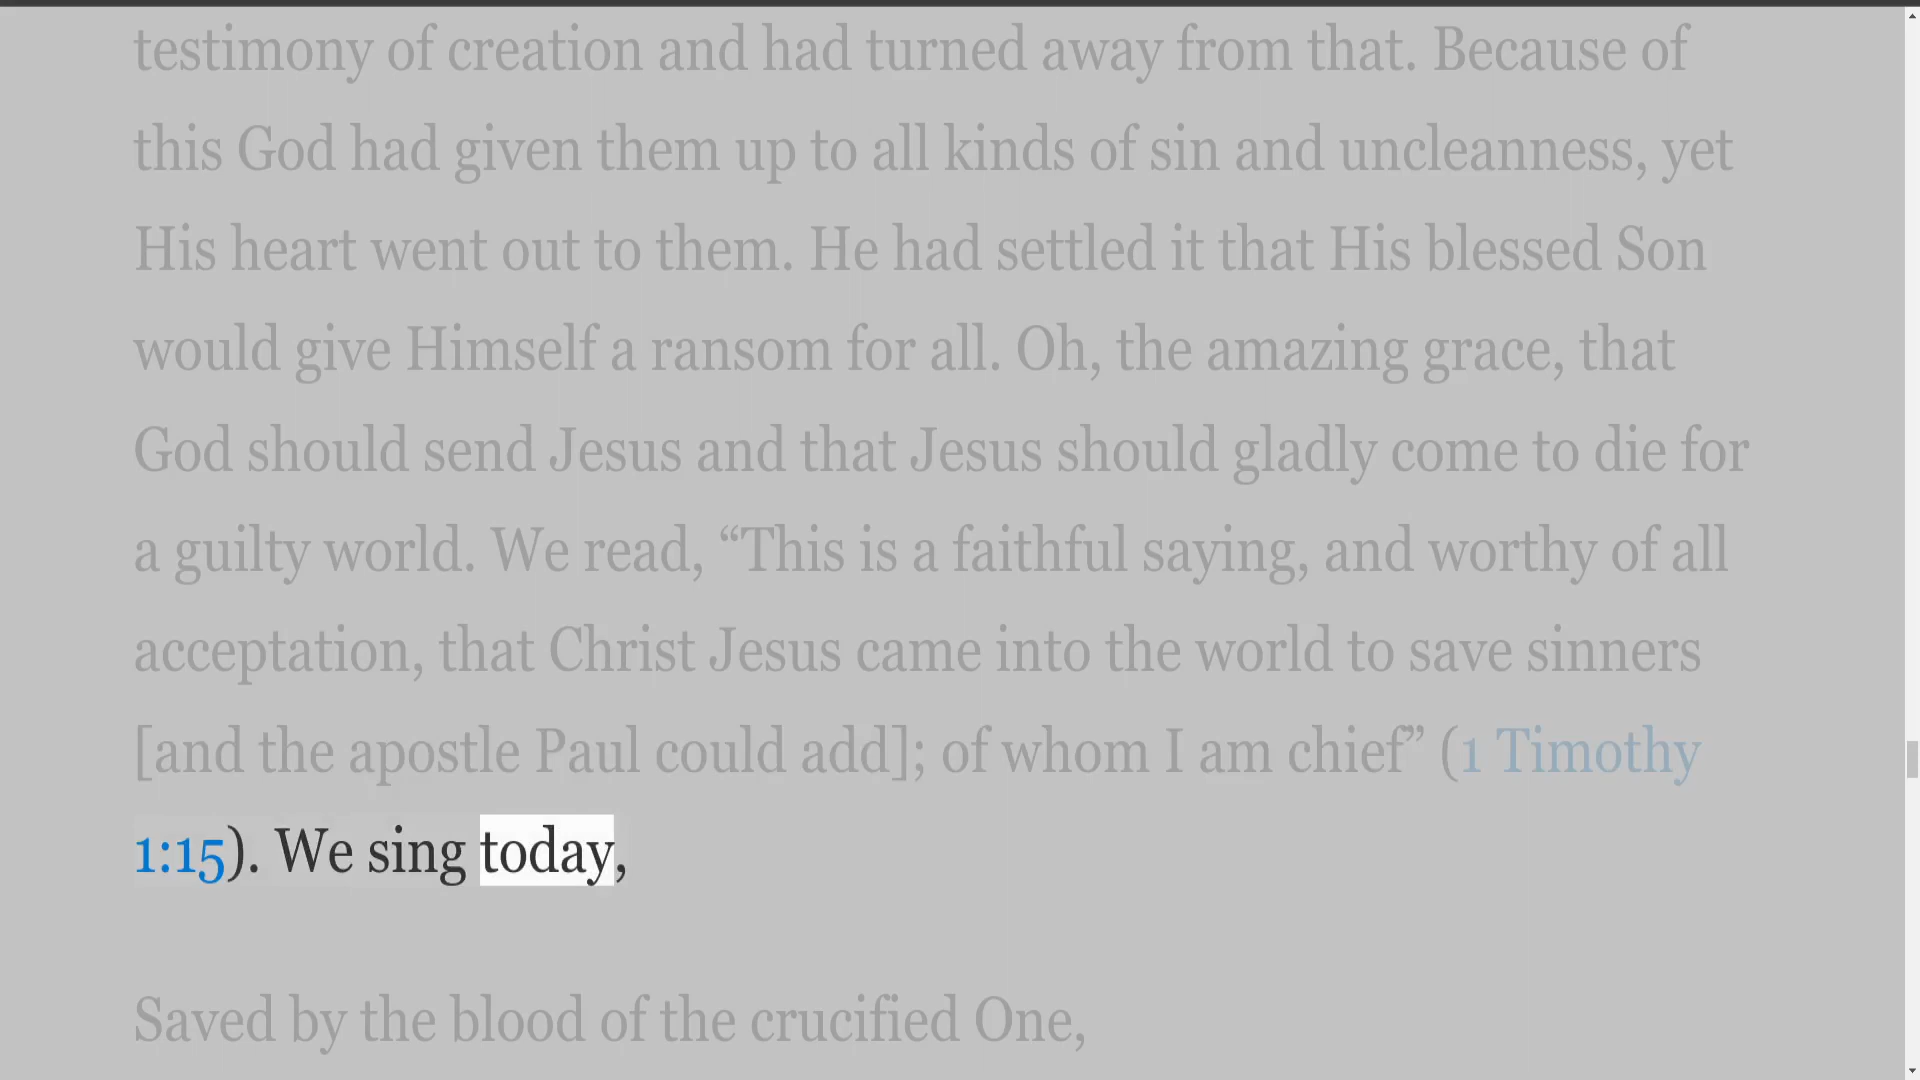 testimony of creation and had turned away from that. Because of
this God had given them up to all kinds of sin and uncleanness, yet
His heart went out to them. He had settled it that His blessed Son
would give Himself a ransom for all. Oh, the amazing grace, that
God should send Jesus and that Jesus should gladly come to die for
a guilty world. We read, “This is a faithful saying, and worthy of all
acceptation, that Christ Jesus came into the world to save sinners
[and the apostle Paul could add]; of whom I am chief” (1 Timothy
1:15). We sing today,
Saved by the blood of the crucified One,